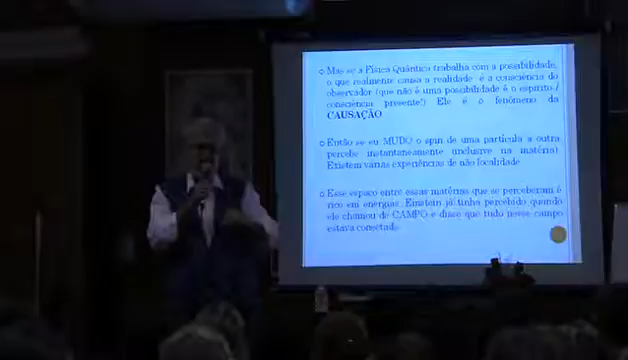 Mas se a Física Quântica trabalha com a possibilidade,
o que realmente causa a realidade é a consciência do
observador (que não é uma possibilidade é o espírito /
consciência presente!) Ele é o fenômeno da
CAUSAÇÃO
Então se eu MUDO o spin de uma partícula a outra
percebe instantaneamente (inclusive na matéria)
Existem várias experiências de não localidade
Esse espaço entre essas matérias que se perceberam é
rico em energias. Einstein já tinha percebido quando
ele chamou de CAMPO e disse que tudo nesse campo
estava conectado.